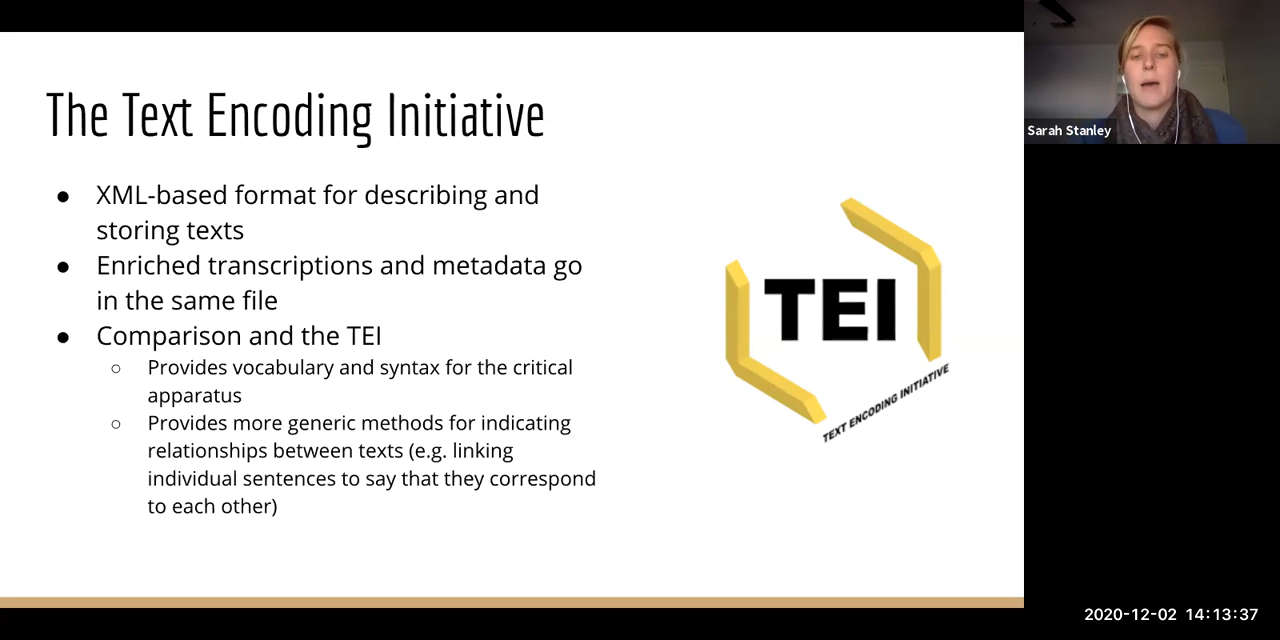 The Text Encoding Initiative
● XML-based format for describing and
storing texts
● Enriched transcriptions and metadata go
in the same file
● Comparison and the TEI
○ Provides vocabulary and syntax for the critical
apparatus
○ Provides more generic methods for indicating
relationships between texts (e.g. linking
individual sentences to say that they correspond
to each other)
TEI
TEXT ENCODING INITIATIVE
Sarah Stanley
2020-12-02 14:13:37